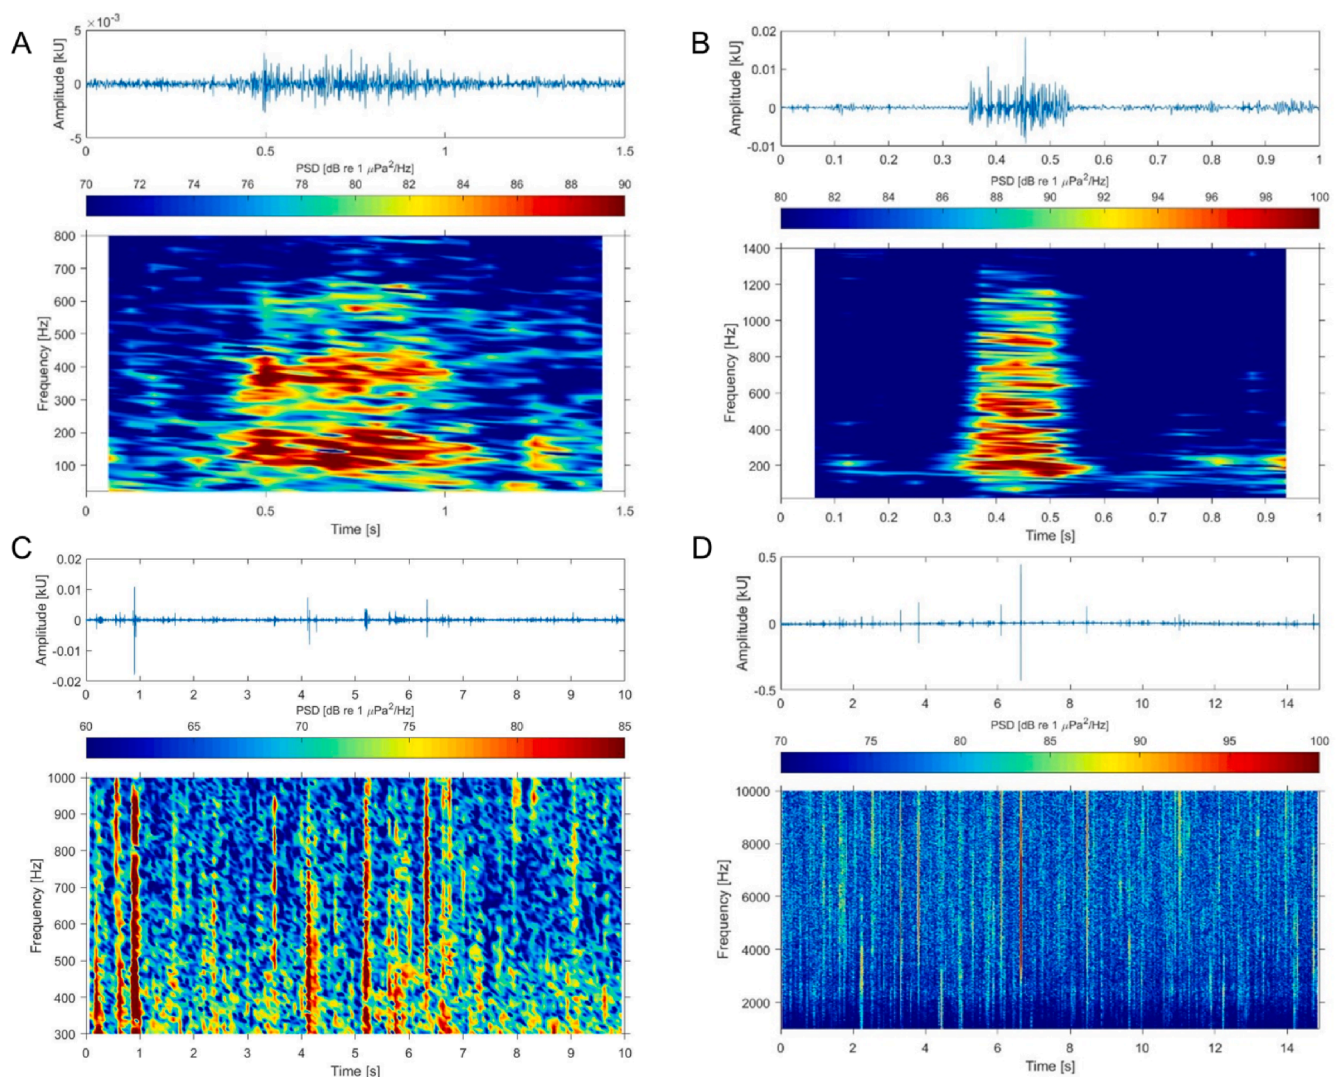 A
×10⁻³
Amplitude [kU]
5
0
-5
0 0.5 1 1.5
PSD [dB re 1 μPa²/Hz]
70 72 74 76 78 80 82 84 86 88 90
Frequency [Hz]
800
700
600
500
400
300
200
100
0 0.5 1 1.5
Time [s]
B
Amplitude [kU]
0.02
0.01
0
-0.01
0 0.1 0.2 0.3 0.4 0.5 0.6 0.7 0.8 0.9 1
PSD [dB re 1 μPa²/Hz]
80 82 84 86 88 90 92 94 96 98 100
Frequency [Hz]
1400
1200
1000
800
600
400
200
0 0.1 0.2 0.3 0.4 0.5 0.6 0.7 0.8 0.9 1
Time [s]
C
Amplitude [kU]
0.02
0.01
0
-0.01
-0.02
0 1 2 3 4 5 6 7 8 9 10
PSD [dB re 1 μPa²/Hz]
60 65 70 75 80 85
Frequency [Hz]
1000
900
800
700
600
500
400
300
0 1 2 3 4 5 6 7 8 9 10
Time [s]
D
Amplitude [kU]
0.5
0
-0.5
0 2 4 6 8 10 12 14
PSD [dB re 1 μPa²/Hz]
70 75 80 85 90 95 100
Frequency [Hz]
10000
8000
6000
4000
2000
0 2 4 6 8 10 12 14
Time [s]